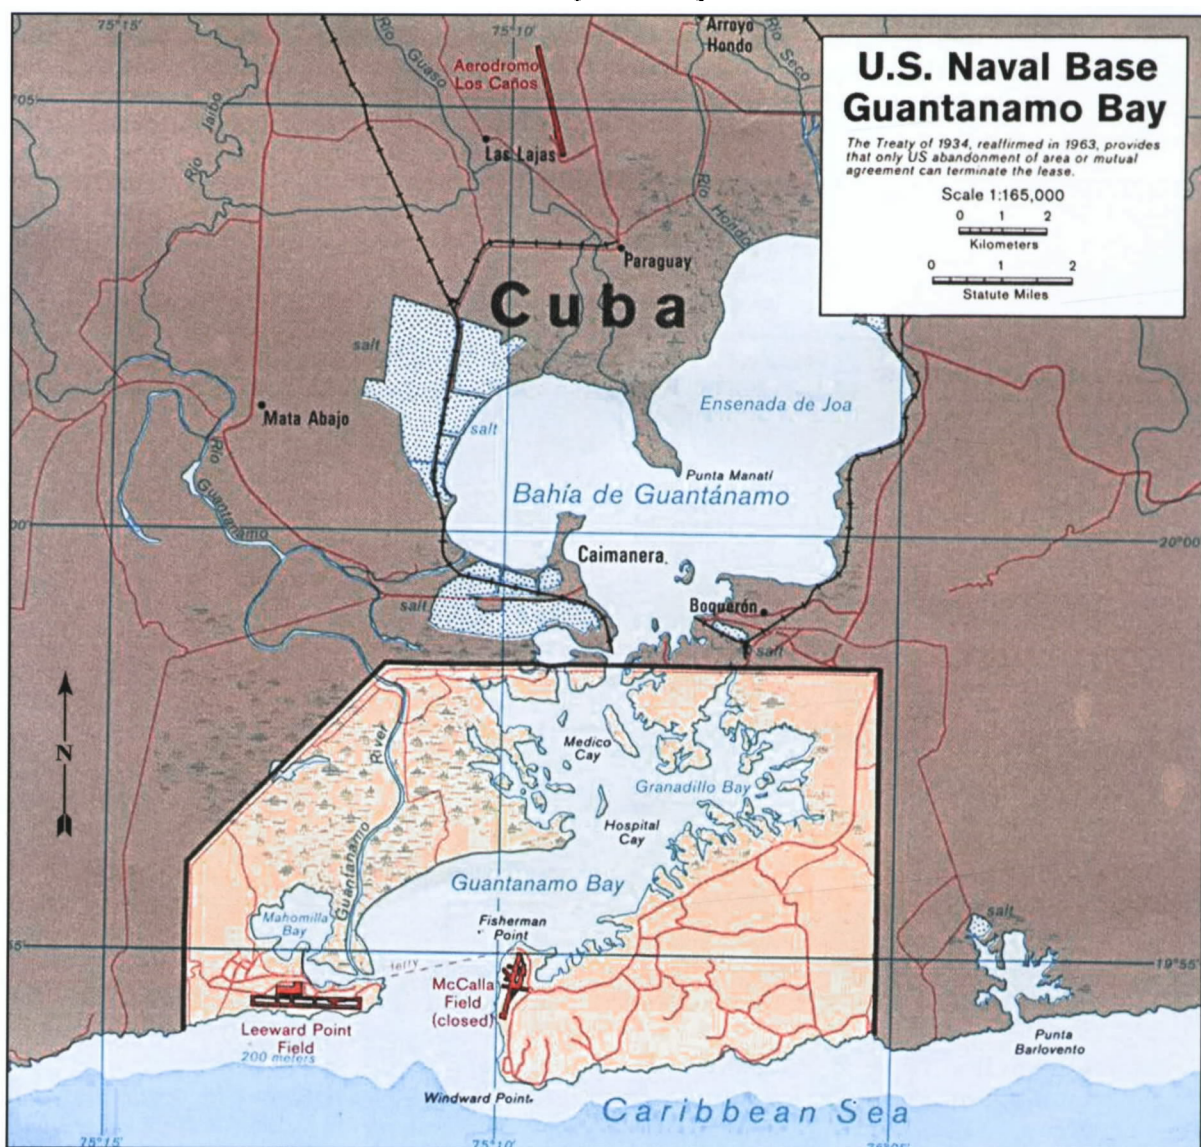 75°15'
75°10'
Arroyo
Hondo
Río Seco
Río Guaso
Aerodromo
Los Caños
U.S. Naval Base
Guantanamo Bay
The Treaty of 1934, reaffirmed in 1963, provides
that only US abandonment of area or mutual
agreement can terminate the lease.
Scale 1:165,000
0 1 2
Kilometers
0 1 2
Statute Miles
05'
Río Jaibo
Las Lajas
Río Hondo
Paraguay
Cuba
salt
Ensenada de Joa
Mata Abajo
salt
Punta Manatí
Bahía de Guantánamo
Río Guantanamo
00'
20°00'
Caimanera
salt
Boquerón
salt
N
Guantanamo River
Medico
Cay
Granadillo Bay
Hospital
Cay
Guantanamo Bay
Mahomilla
Bay
Fisherman
Point
salt
55
19°55'
ferry
McCalla
Field
(closed)
Leeward Point
Field
200 meters
Punta
Barlovento
Windward Point
Caribbean Sea
75°15'
75°10'